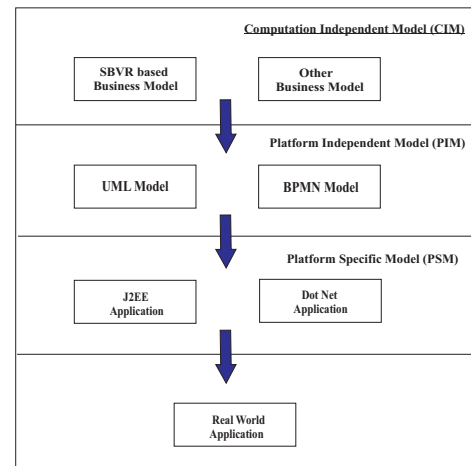 Computation Independent Model (CIM)
SBVR based
Business Model
Other
Business Model
Platform Independent Model (PIM)
UML Model
BPMN Model
Platform Specific Model (PSM)
J2EE
Application
Dot Net
Application
Real World
Application